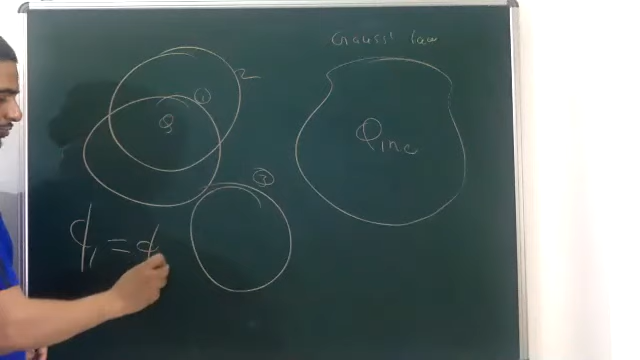 Gauss' law
2
①
q
Qinc
③
ϕ₁ = ϕ